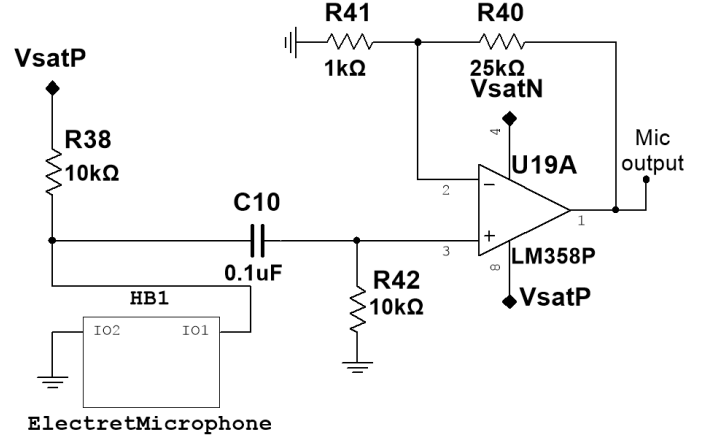 R41
1kΩ
R40
25kΩ
VsatP
R38
10kΩ
VsatN
4
U19A
Mic
output
2
1
C10
0.1uF
3
8
LM358P
VsatP
R42
10kΩ
HB1
IO2
IO1
ElectretMicrophone